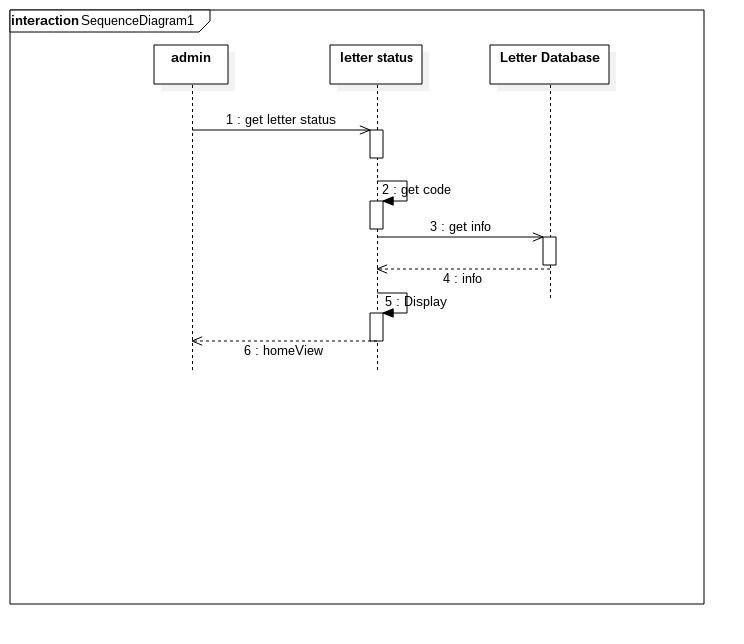 interaction SequenceDiagram1
admin
letter status
Letter Database
1 : get letter status
2 : get code
3 : get info
4 : info
5 : Display
6 : homeView